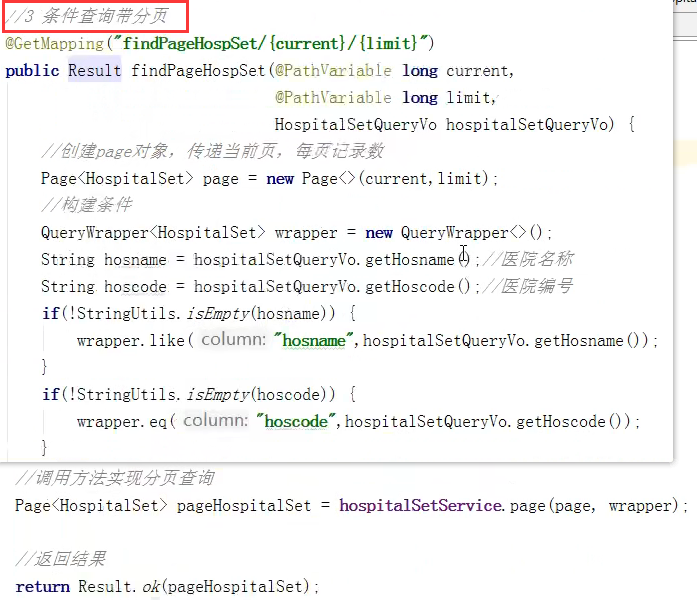 //3 条件查询带分页
@GetMapping("findPageHospSet/{current}/{limit}")
public Result findPageHospSet(@PathVariable long current,
@PathVariable long limit,
HospitalSetQueryVo hospitalSetQueryVo) {
//创建page对象，传递当前页，每页记录数
Page<HospitalSet> page = new Page<>(current,limit);
//构建条件
QueryWrapper<HospitalSet> wrapper = new QueryWrapper<>();
String hosname = hospitalSetQueryVo.getHosname();//医院名称
String hoscode = hospitalSetQueryVo.getHoscode();//医院编号
if(!StringUtils.isEmpty(hosname)) {
wrapper.like( column: "hosname",hospitalSetQueryVo.getHosname());
}
if(!StringUtils.isEmpty(hoscode)) {
wrapper.eq( column: "hoscode",hospitalSetQueryVo.getHoscode());
}
//调用方法实现分页查询
Page<HospitalSet> pageHospitalSet = hospitalSetService.page(page, wrapper);
//返回结果
return Result.ok(pageHospitalSet);